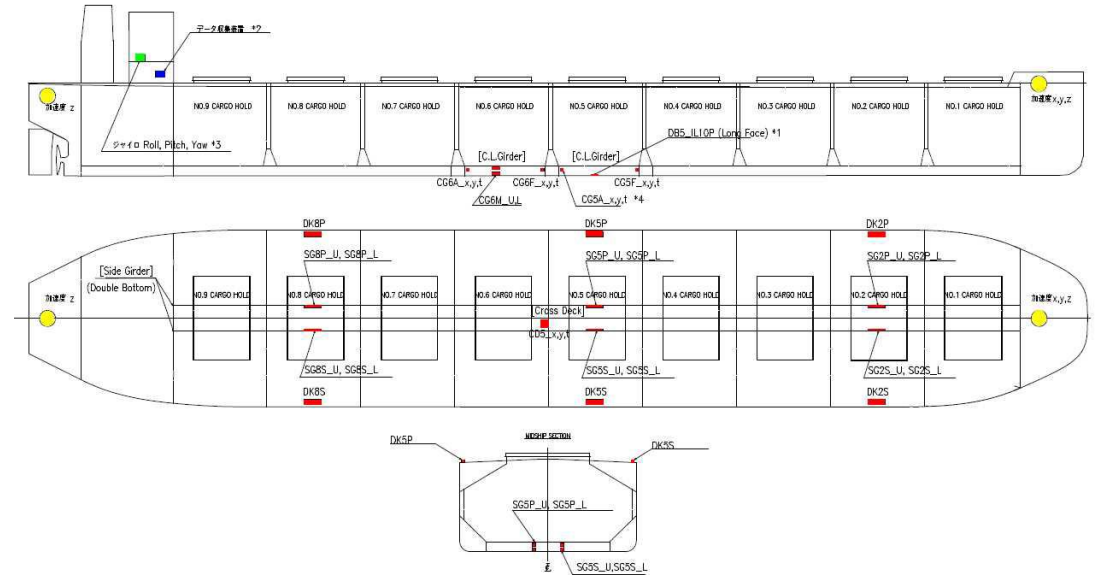 データ収集装置 *2
加速度 z
加速度x,y,z
NO.9 CARGO HOLD
NO.8 CARGO HOLD
NO.7 CARGO HOLD
NO.6 CARGO HOLD
NO.5 CARGO HOLD
NO.4 CARGO HOLD
NO.3 CARGO HOLD
NO.2 CARGO HOLD
NO.1 CARGO HOLD
ジャイロ Roll, Pitch, Yaw *3
DB5_IL10P (Long Face) *1
[C.L.Girder]
[C.L.Girder]
CG6A_x,y,t
CG6F_x,y,t
CG5F_x,y,t
CG6M_U,L
CG5A_x,y,t *4
DK8P
DK5P
DK2P
SG8P_U, SG8P_L
SG5P_U, SG5P_L
SG2P_U, SG2P_L
[Side Girder]
(Double Bottom)
加速度 z
加速度x,y,z
NO.9 CARGO HOLD
NO.8 CARGO HOLD
NO.7 CARGO HOLD
NO.6 CARGO HOLD
NO.5 CARGO HOLD
NO.4 CARGO HOLD
NO.3 CARGO HOLD
NO.2 CARGO HOLD
NO.1 CARGO HOLD
[Cross Deck]
CD5_x,y,t
SG8S_U, SG8S_L
SG5S_U, SG5S_L
SG2S_U, SG2S_L
DK8S
DK5S
DK2S
MIDSHIP SECTION
DK5P
DK5S
SG5P_U, SG5P_L
SG5S_U,SG5S_L